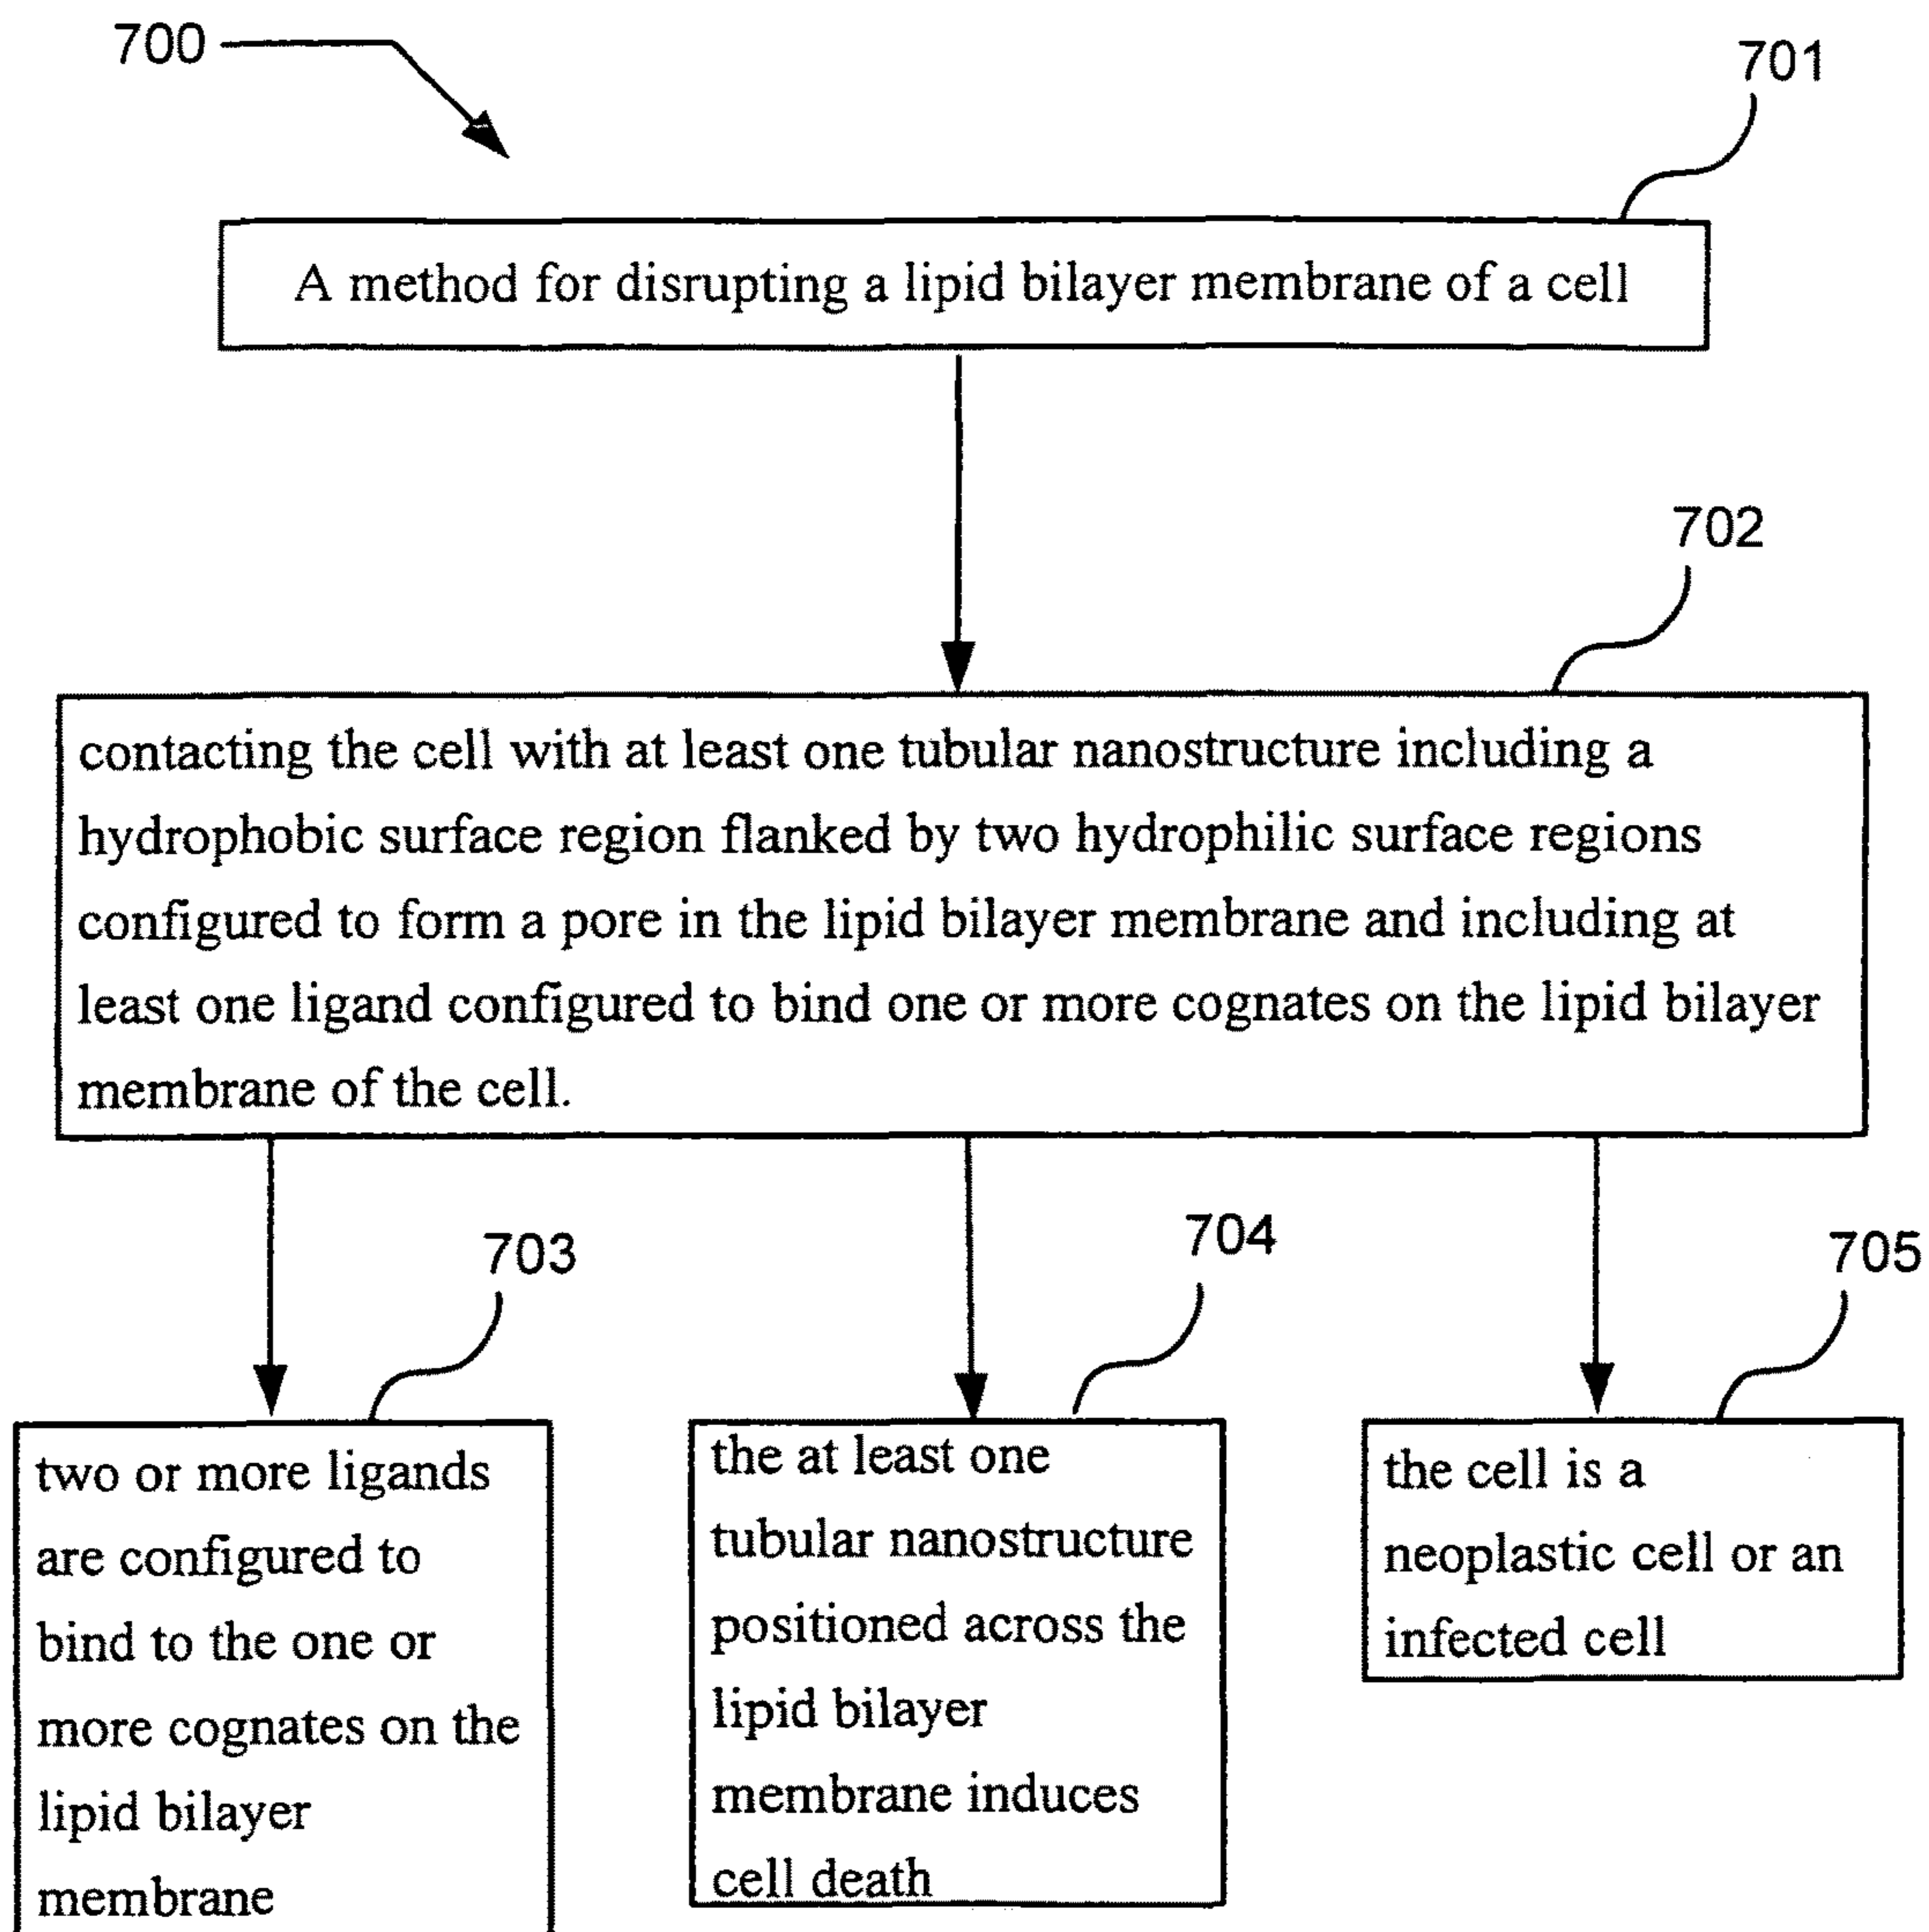 700
701
A method for disrupting a lipid bilayer membrane of a cell
702
contacting the cell with at least one tubular nanostructure including a
hydrophobic surface region flanked by two hydrophilic surface regions
configured to form a pore in the lipid bilayer membrane and including at
least one ligand configured to bind one or more cognates on the lipid bilayer
membrane of the cell.
703
two or more ligands
are configured to
bind to the one or
more cognates on the
lipid bilayer
membrane
704
the at least one
tubular nanostructure
positioned across the
lipid bilayer
membrane induces
cell death
705
the cell is a
neoplastic cell or an
infected cell